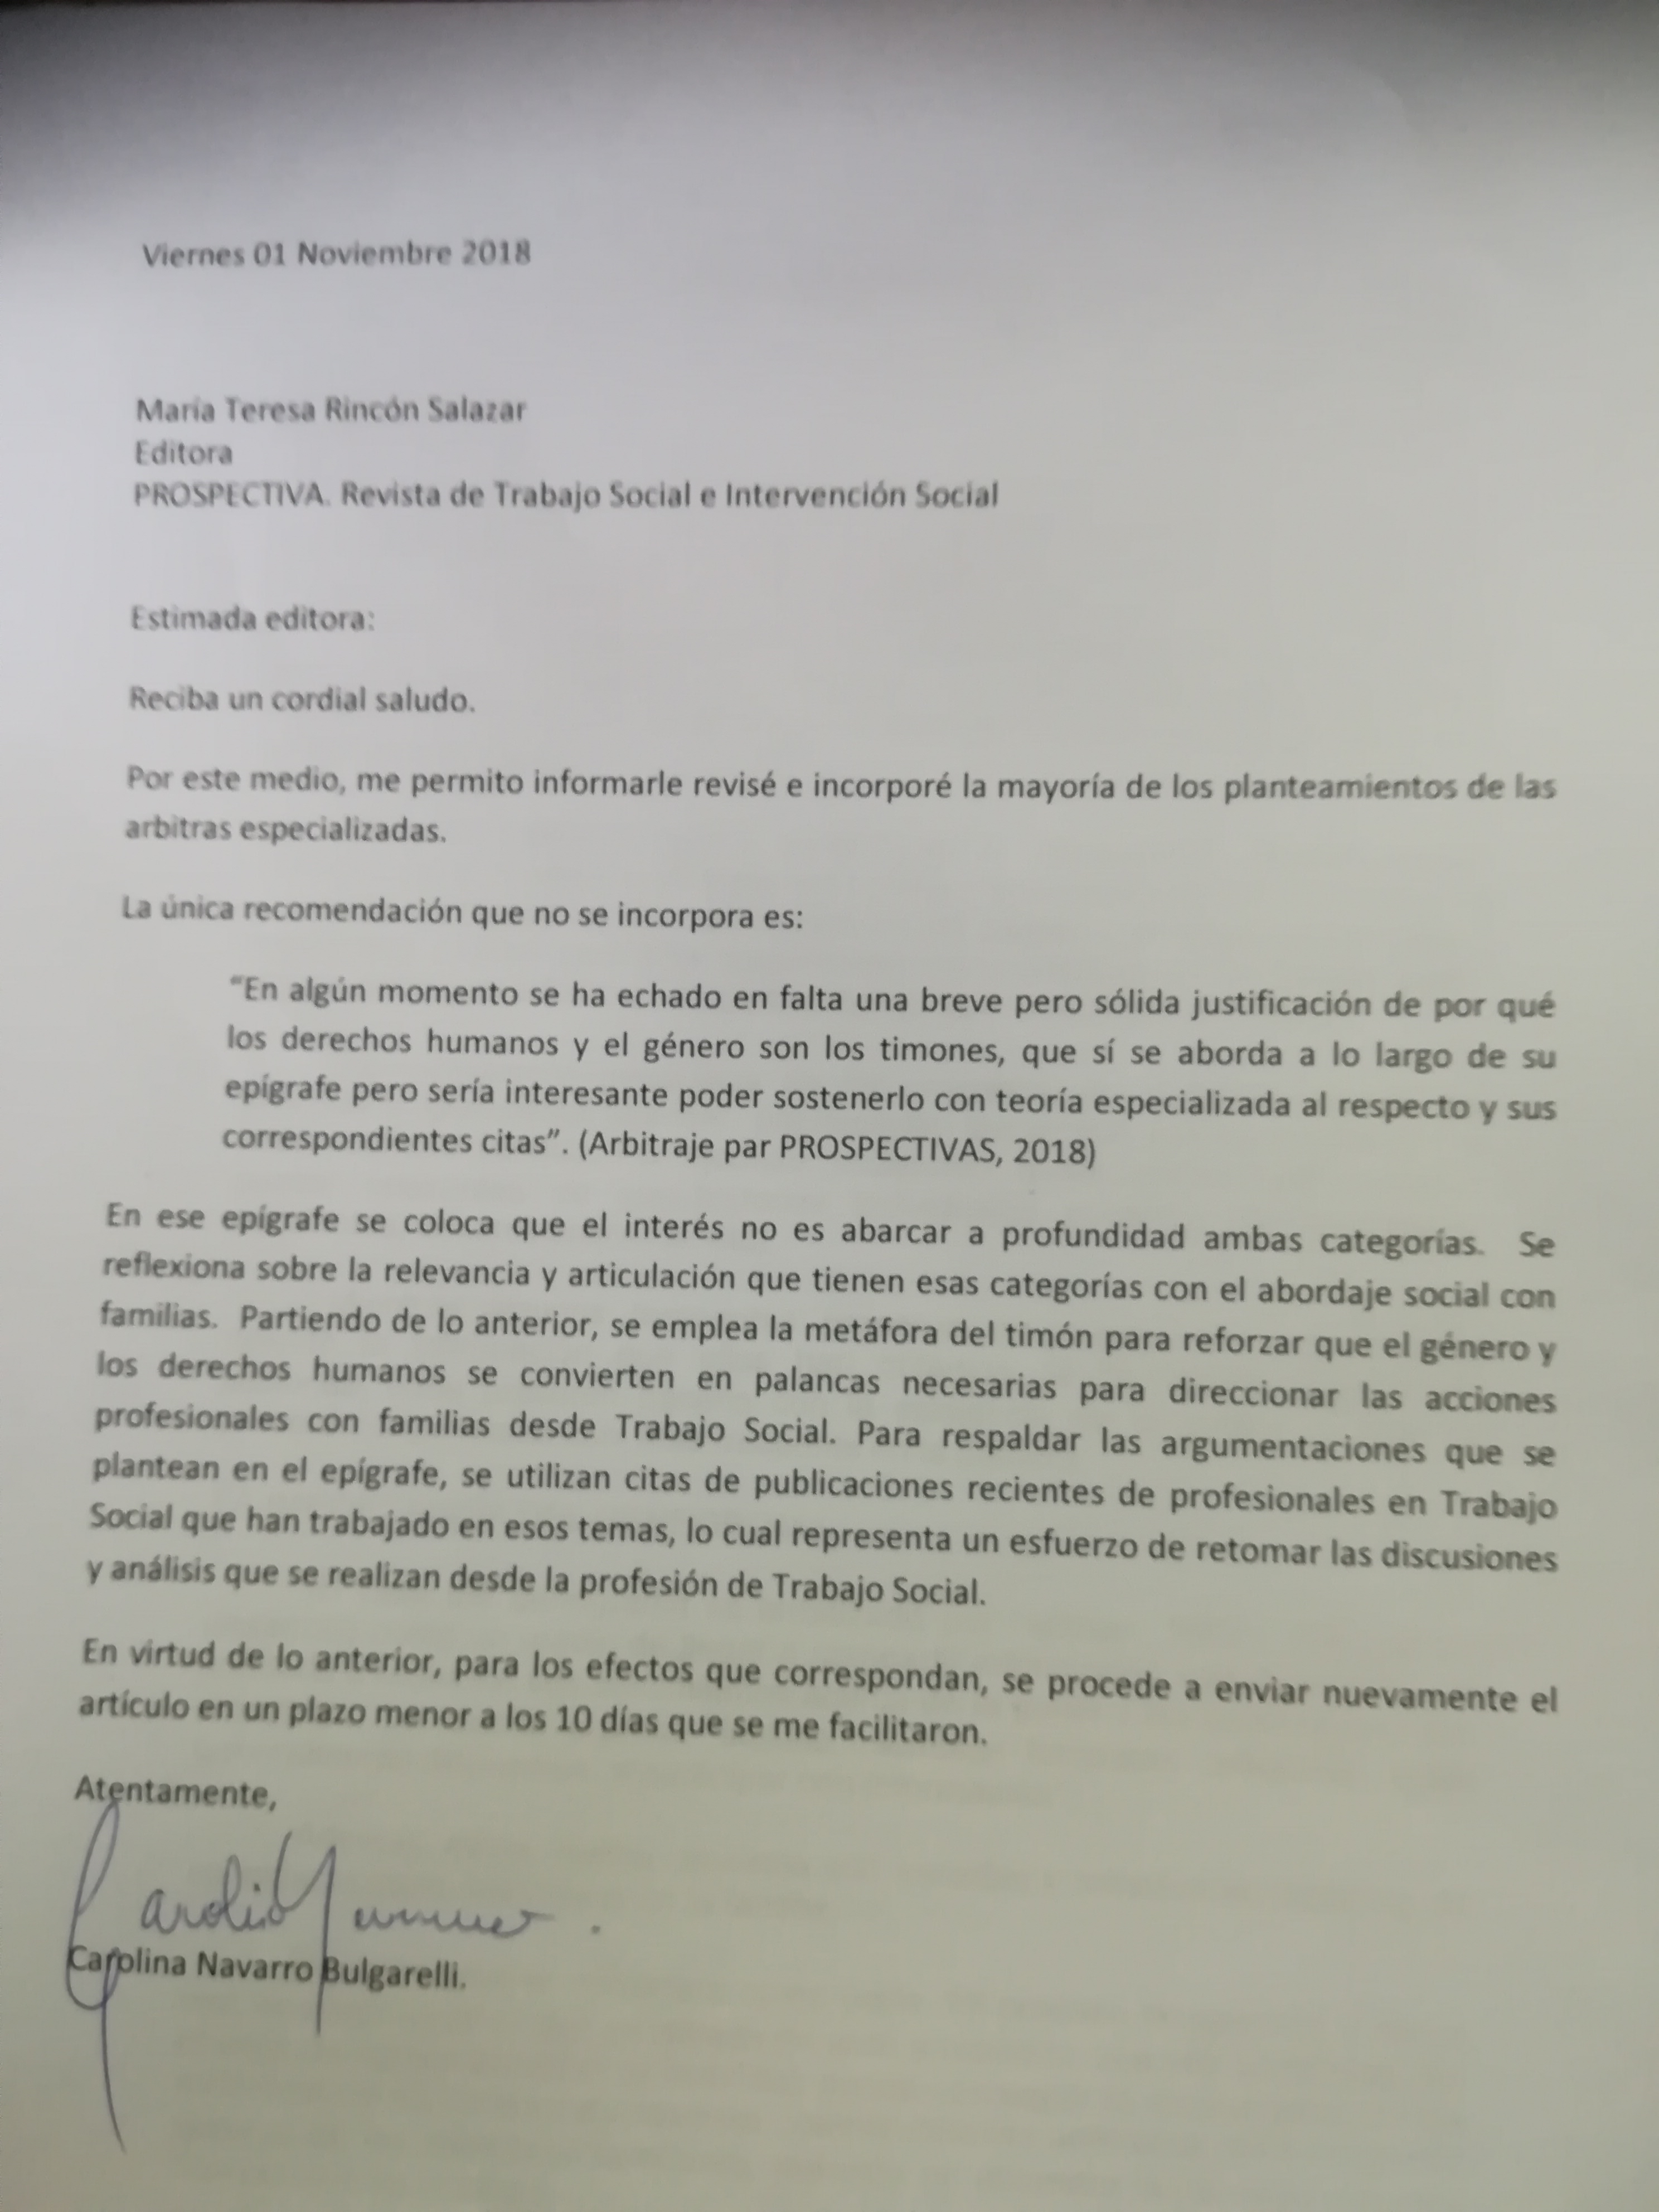 Viernes 01 Noviembre 2018
María Teresa Rincón Salazar
Editora
PROSPECTIVA. Revista de Trabajo Social e Intervención Social
Estimada editora:
Reciba un cordial saludo.
Por este medio, me permito informarle revisé e incorporé la mayoría de los planteamientos de las
arbitras especializadas.
La única recomendación que no se incorpora es:
"En algún momento se ha echado en falta una breve pero sólida justificación de por qué
los derechos humanos y el género son los timones, que sí se aborda a lo largo de su
epígrafe pero sería interesante poder sostenerlo con teoría especializada al respecto y sus
correspondientes citas". (Arbitraje par PROSPECTIVAS, 2018)
En ese epígrafe se coloca que el interés no es abarcar a profundidad ambas categorías. Se
reflexiona sobre la relevancia y articulación que tienen esas categorías con el abordaje social con
familias. Partiendo de lo anterior, se emplea la metáfora del timón para reforzar que el género y
los derechos humanos se convierten en palancas necesarias para direccionar las acciones
profesionales con familias desde Trabajo Social. Para respaldar las argumentaciones que se
plantean en el epígrafe, se utilizan citas de publicaciones recientes de profesionales en Trabajo
Social que han trabajado en esos temas, lo cual representa un esfuerzo de retomar las discusiones
y análisis que se realizan desde la profesión de Trabajo Social.
En virtud de lo anterior, para los efectos que correspondan, se procede a enviar nuevamente el
artículo en un plazo menor a los 10 días que se me facilitaron.
Atentamente,
Carolina Navarro Bulgarelli.